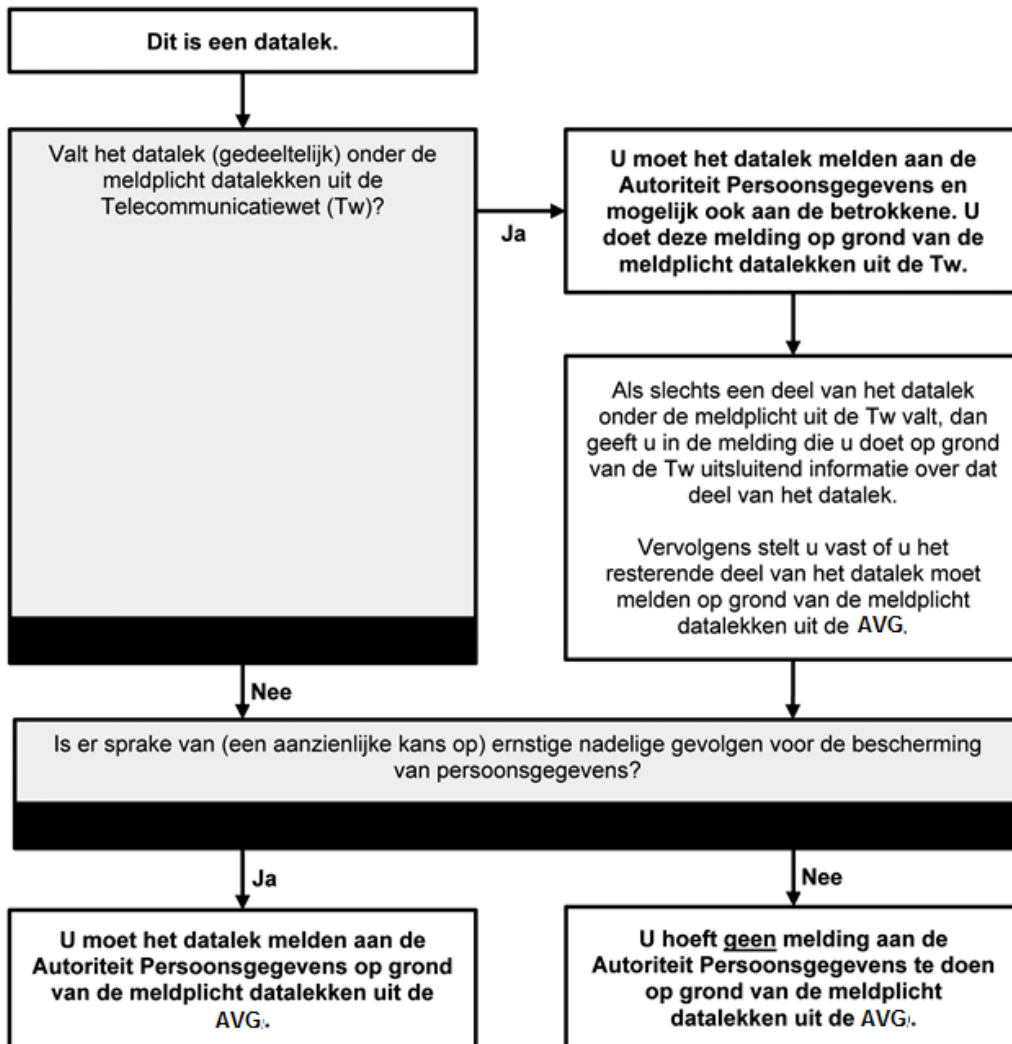 Dit is een datalek.
Valt het datalek (gedeeltelijk) onder de
meldplicht datalekken uit de
Telecommunicatiewet (Tw)?
Ja
U moet het datalek melden aan de
Autoriteit Persoonsgegevens en
mogelijk ook aan de betrokkene. U
doet deze melding op grond van de
meldplicht datalekken uit de Tw.
Als slechts een deel van het datalek
onder de meldplicht uit de Tw valt, dan
geeft u in de melding die u doet op grond
van de Tw uitsluitend informatie over dat
deel van het datalek.
Vervolgens stelt u vast of u het
resterende deel van het datalek moet
melden op grond van de meldplicht
datalekken uit de AVG.
Nee
Is er sprake van (een aanzienlijke kans op) ernstige nadelige gevolgen voor de bescherming
van persoonsgegevens?
Ja
Nee
U moet het datalek melden aan de
Autoriteit Persoonsgegevens op grond
van de meldplicht datalekken uit de
AVG.
U hoeft geen melding aan de
Autoriteit Persoonsgegevens te doen
op grond van de meldplicht
datalekken uit de AVG.